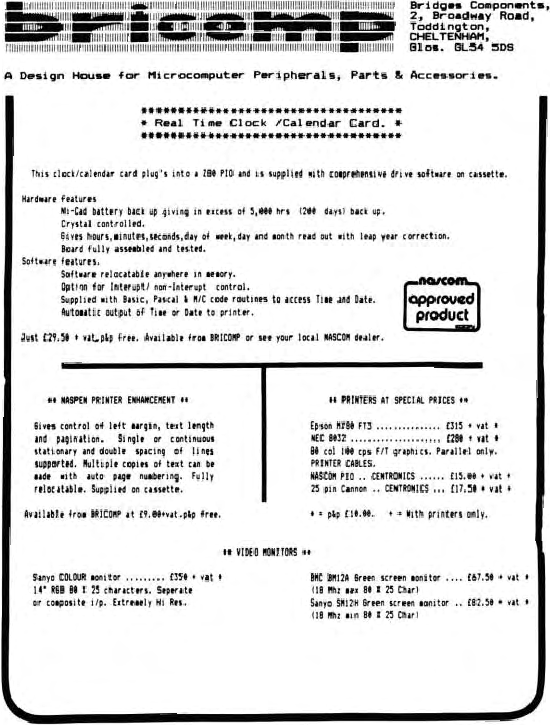 bricomp
Bridges Components,
2, Broadway Road,
Toddington,
CHELTENHAM,
Glos. GL54 5DS
A Design House for Microcomputer Peripherals, Parts & Accessories.
**********************************
* Real Time Clock /Calendar Card. *
**********************************
This clock/calendar card plug's into a Z80 PIO and is supplied with comprehensive drive software on cassette.
Hardware features
Ni-Cad battery back up giving in excess of 5,000 hrs (200 days) back up.
Crystal controlled.
Gives hours,minutes,seconds,day of week,day and month read out with leap year correction.
Board fully assembled and tested.
Software features.
Software relocatable anywhere in memory.
Option for Interupt/ non-Interupt control.
Supplied with Basic, Pascal & M/C code routines to access Time and Date.
Automatic output of Time or Date to printer.
nascom
approved
product
Just £29.50 + vat.p&p free. Available from BRICOMP or see your local NASCOM dealer.
** NASPEN PRINTER ENHANCEMENT **
Gives control of left margin, text length
and pagination. Single or continuous
stationary and double spacing of lines
supported. Multiple copies of text can be
made with auto page numbering. Fully
relocatable. Supplied on cassette.
Available from BRICOMP at £9.00+vat.p&p free.
** PRINTERS AT SPECIAL PRICES **
Epson MX80 FT3 ............... £315 + vat *
NEC 8032 ..................... £280 + vat *
80 col 100 cps F/T graphics. Parallel only.
PRINTER CABLES.
NASCOM PIO .. CENTRONICS ...... £15.00 + vat +
25 pin Cannon .. CENTRONICS ... £17.50 + vat +
* = p&p £10.00. + = With printers only.
** VIDEO MONITORS **
Sanyo COLOUR monitor ......... £350 + vat *
14" RGB 80 X 25 characters. Seperate
or composite i/p. Extremely Hi Res.
BMC BM12A Green screen monitor .... £67.50 + vat *
(18 Mhz max 80 X 25 Char)
Sanyo SM12H Green screen monitor .. £82.50 + vat *
(18 Mhz min 80 X 25 Char)